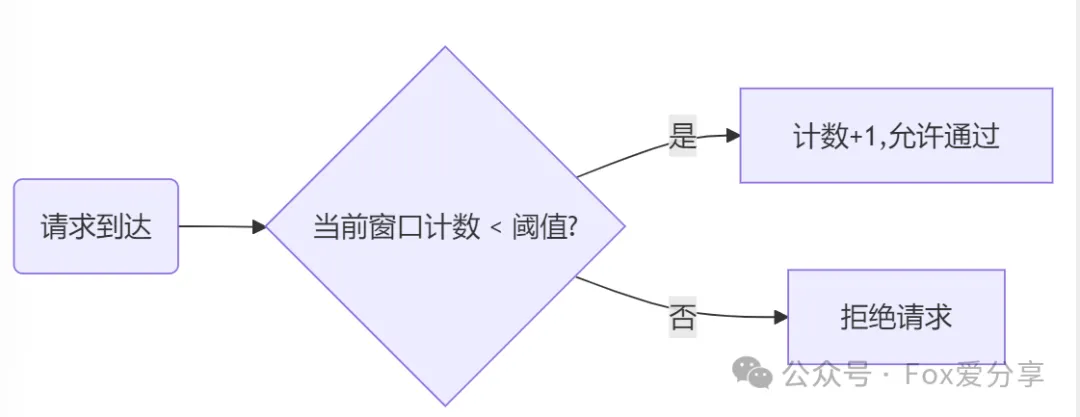 请求到达
当前窗口计数 < 阈值?
是
计数+1,允许通过
否
拒绝请求
公众号 · Fox爱分享